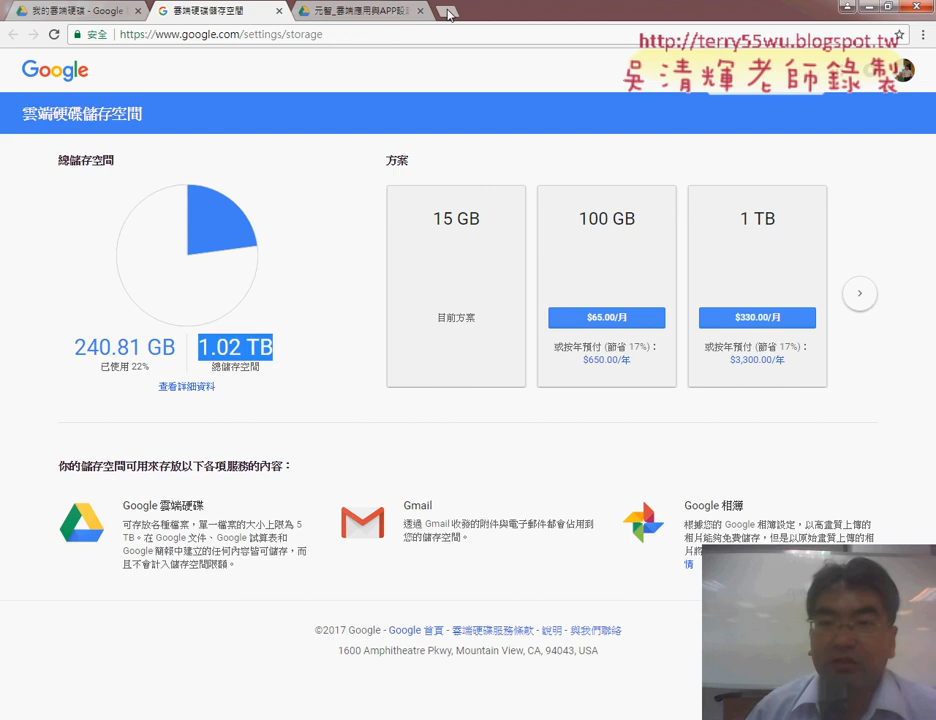 我的雲端硬碟 - Google
雲端硬碟儲存空間
元智_雲端應用與APP設
安全
https://www.google.com/settings/storage
http://terry55wu.blogspot.tw
吳清輝老師錄製
Google
雲端硬碟儲存空間
總儲存空間
方案
15 GB
100 GB
1 TB
目前方案
$65.00/月
$330.00/月
或按年預付 (節省 17%)：
$650.00/年
或按年預付 (節省 17%)：
$3,300.00/年
240.81 GB
已使用 22%
1.02 TB
總儲存空間
查看詳細資料
你的儲存空間可用來存放以下各項服務的內容：
Google 雲端硬碟
可存放各種檔案，單一檔案的大小上限為 5
TB。在 Google 文件、Google 試算表和
Google 簡報中建立的任何內容皆可儲存，而
且不會計入儲存空間限額。
Gmail
透過 Gmail 收發的附件與電子郵件都會佔用到
您的儲存空間。
Google 相簿
根據您的 Google 相簿設定，以高畫質上傳的
相片能夠免費儲存，但是以原始畫質上傳的相
情
©2017 Google - Google 首頁 - 雲端硬碟服務條款 - 說明 - 與我們聯絡
1600 Amphitheatre Pkwy, Mountain View, CA, 94043, USA